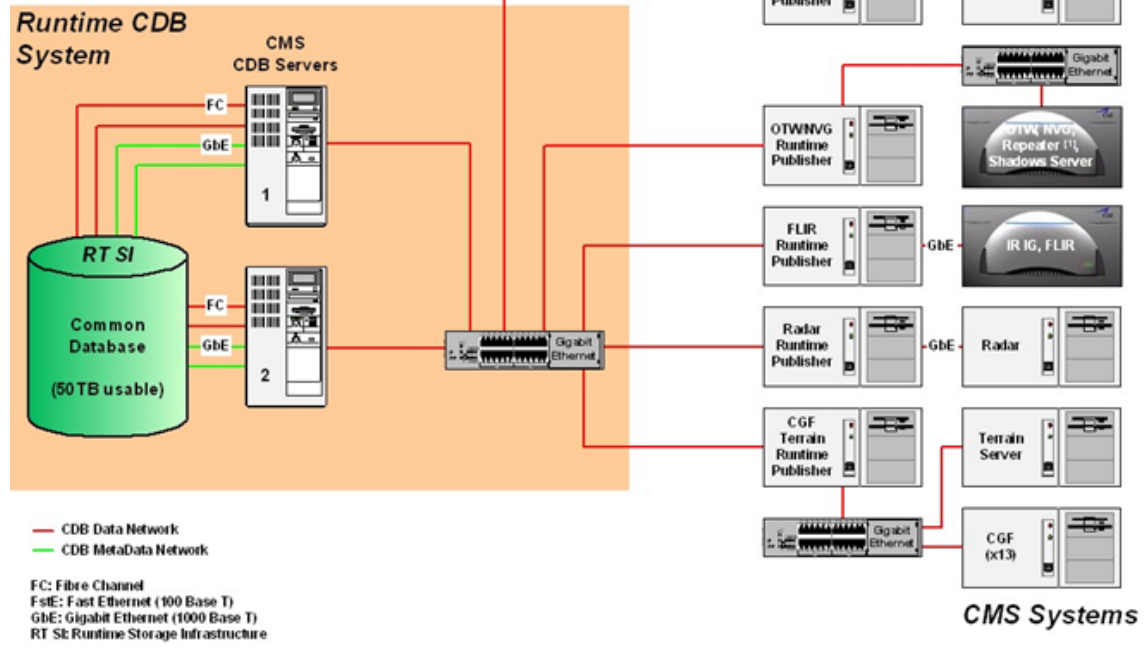 Runtime CDB
System
CMS
CDB Servers
FC
GbE
1
RT SI
Common
Database
(50TB usable)
FC
GbE
2
Gigabit
Ethernet
Publisher
Gigabit
Ethernet
OTW/NVG
Runtime
Publisher
OTW, NVG,
Repeater [1],
Shadows Server
FLIR
Runtime
Publisher
GbE
IR IG, FLIR
Radar
Runtime
Publisher
GbE
Radar
CGF
Terrain
Runtime
Publisher
Terrain
Server
Gigabit
Ethernet
CGF
(x13)
CMS Systems
CDB Data Network
CDB MetaData Network
FC: Fibre Channel
FstE: Fast Ethernet (100 Base T)
GbE: Gigabit Ethernet (1000 Base T)
RT SI: Runtime Storage Infrastructure